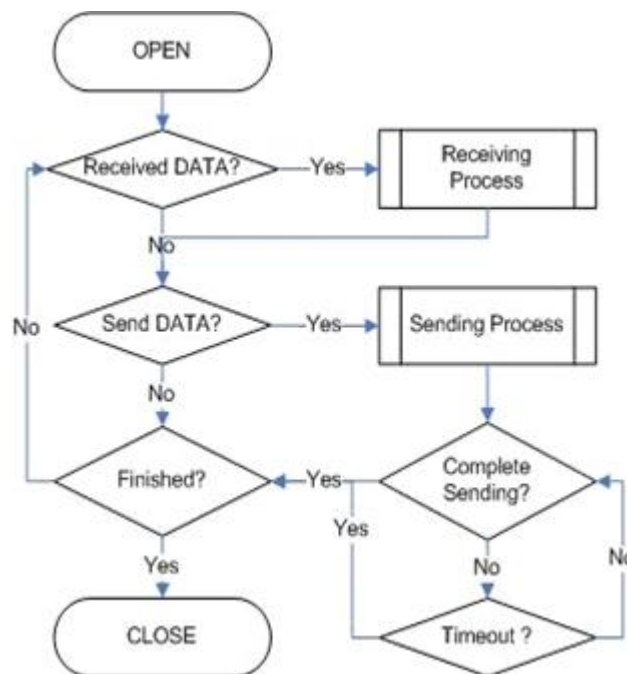 OPEN
Received DATA?
Yes
Receiving
Process
No
Send DATA?
Yes
Sending Process
No
No
Finished?
Yes
Complete
Sending?
Yes
No
No
Yes
CLOSE
Timeout ?